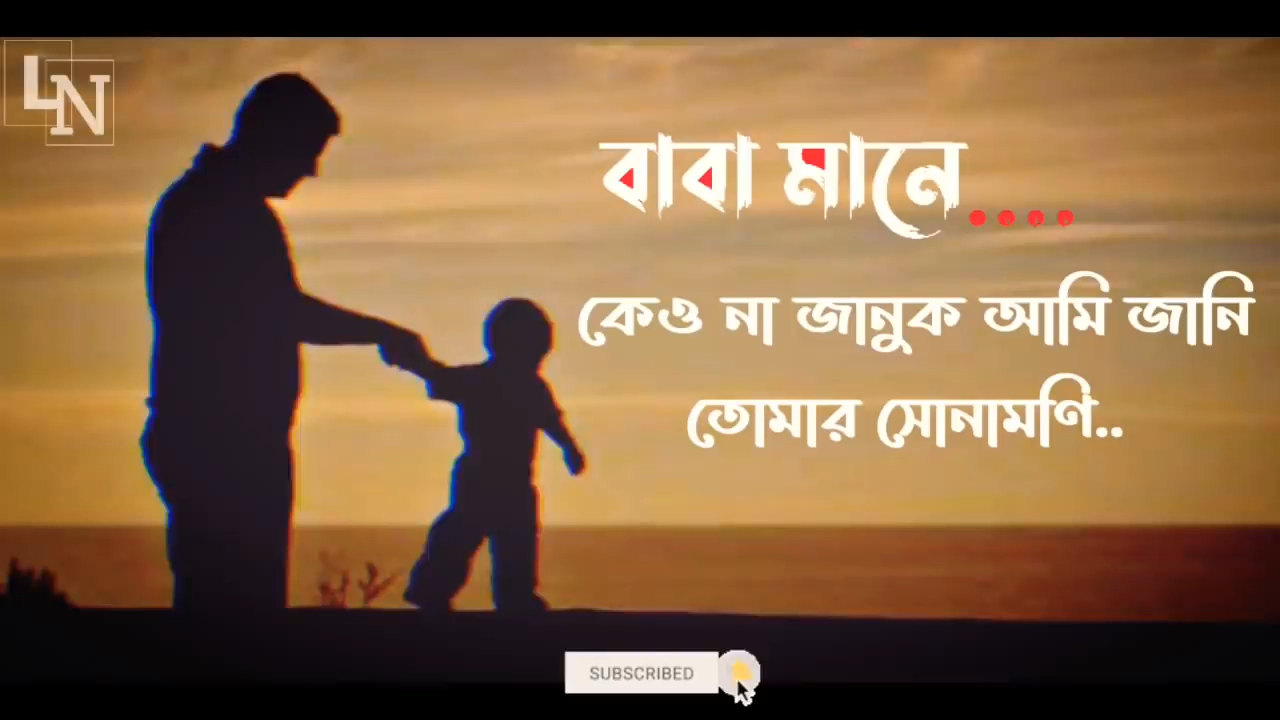 LN
বাবা মানে....
কেও না জানুক আমি জানি
তোমার সোনামণি..
SUBSCRIBED